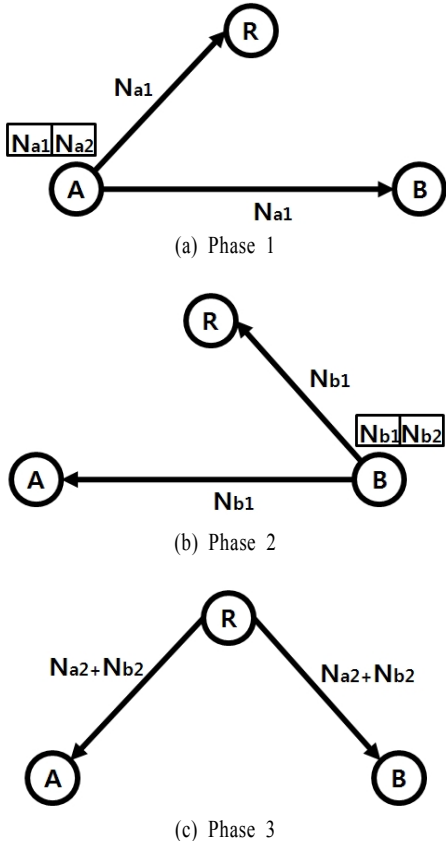 R
Na1
Na1 Na2
A
B
Na1
(a) Phase 1
R
Nb1
Nb1 Nb2
A
B
Nb1
(b) Phase 2
R
Na2+Nb2
Na2+Nb2
A
B
(c) Phase 3